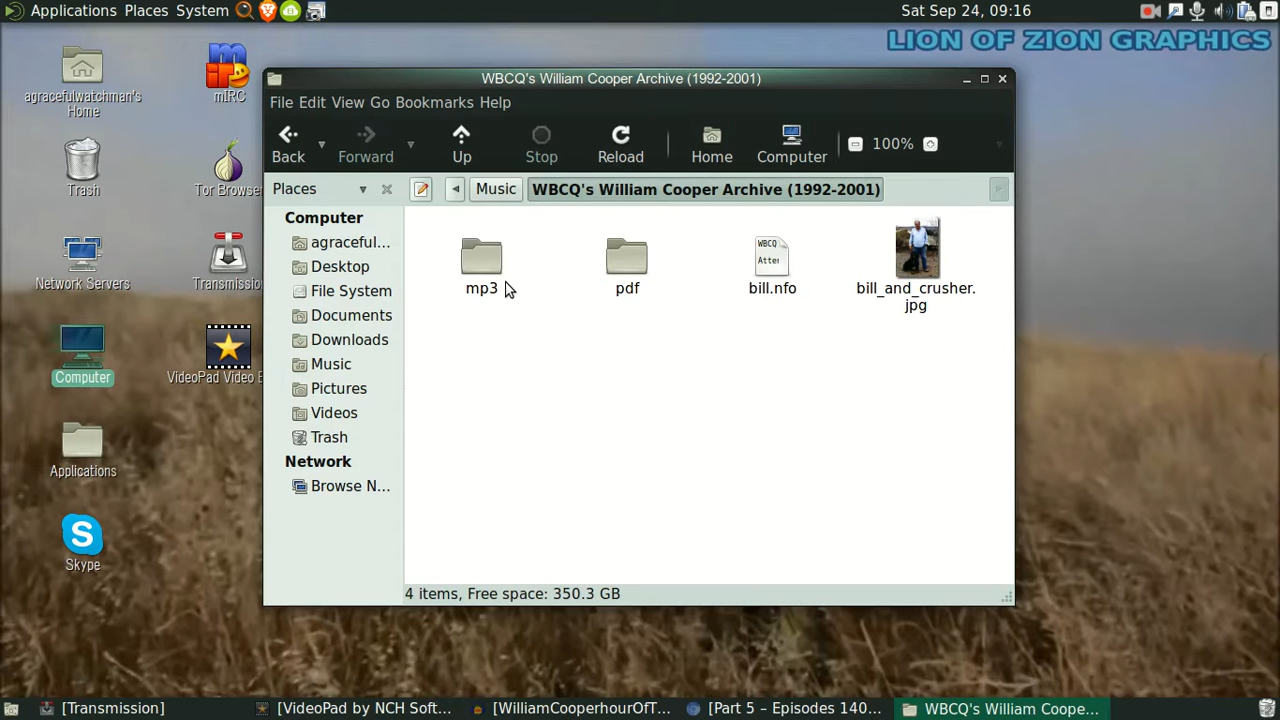 Applications Places System
Sat Sep 24, 09:16
LION OF ZION GRAPHICS
agracefulwatchman's
Home
mIRC
Trash
Tor Browser
Network Servers
Transmission
Computer
VideoPad Video E
Applications
Skype
WBCQ's William Cooper Archive (1992-2001)
File Edit View Go Bookmarks Help
Back
Forward
Up
Stop
Reload
Home
Computer
100%
Places
Music
WBCQ's William Cooper Archive (1992-2001)
Computer
agraceful...
Desktop
File System
Documents
Downloads
Music
Pictures
Videos
Trash
Network
Browse N...
mp3
pdf
WBCQ
Atter
bill.nfo
bill_and_crusher.
jpg
4 items, Free space: 350.3 GB
[Transmission]
[VideoPad by NCH Soft...
[WilliamCooperhourOfT...
[Part 5 – Episodes 140...
WBCQ's William Coope...